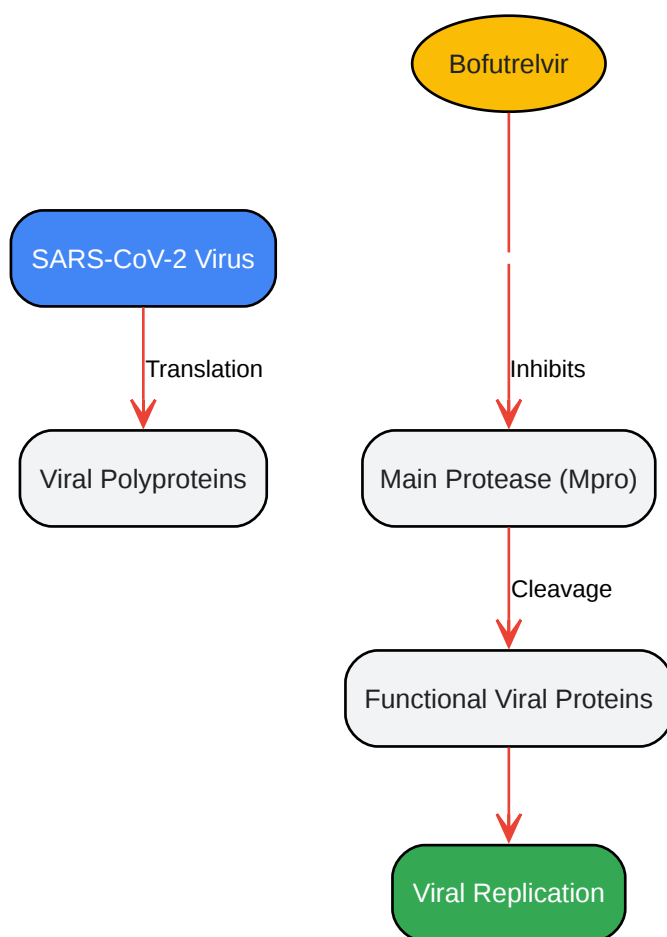 Bofutrelvir
SARS-CoV-2 Virus
Translation
Inhibits
Viral Polyproteins
Main Protease (Mpro)
Cleavage
Functional Viral Proteins
Viral Replication